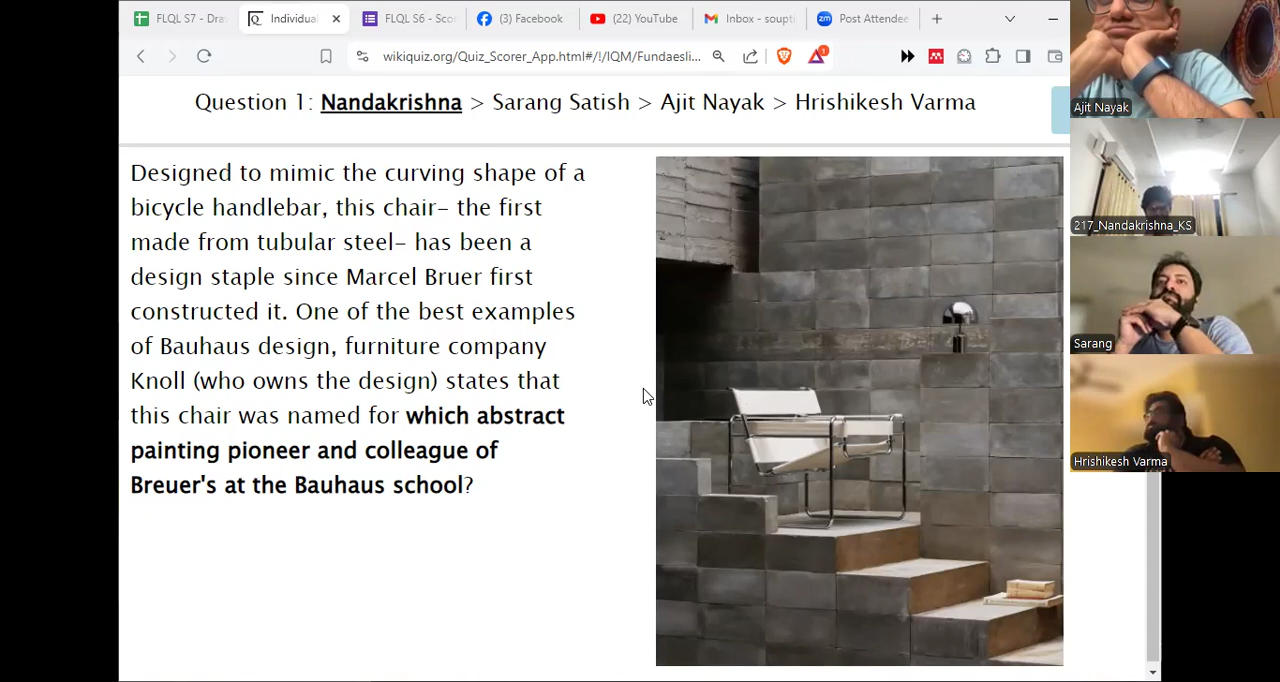 FLQL S7 - Dra
Individual
FLQL S6 - Scor
(3) Facebook
(22) YouTube
Inbox - soupti
Post Attendee
wikiquiz.org/Quiz_Scorer_App.html#/!/IQM/Fundaesli...
Question 1: Nandakrishna > Sarang Satish > Ajit Nayak > Hrishikesh Varma
Designed to mimic the curving shape of a
bicycle handlebar, this chair– the first
made from tubular steel– has been a
design staple since Marcel Bruer first
constructed it. One of the best examples
of Bauhaus design, furniture company
Knoll (who owns the design) states that
this chair was named for which abstract
painting pioneer and colleague of
Breuer's at the Bauhaus school?
Ajit Nayak
217_Nandakrishna_KS
Sarang
Hrishikesh Varma